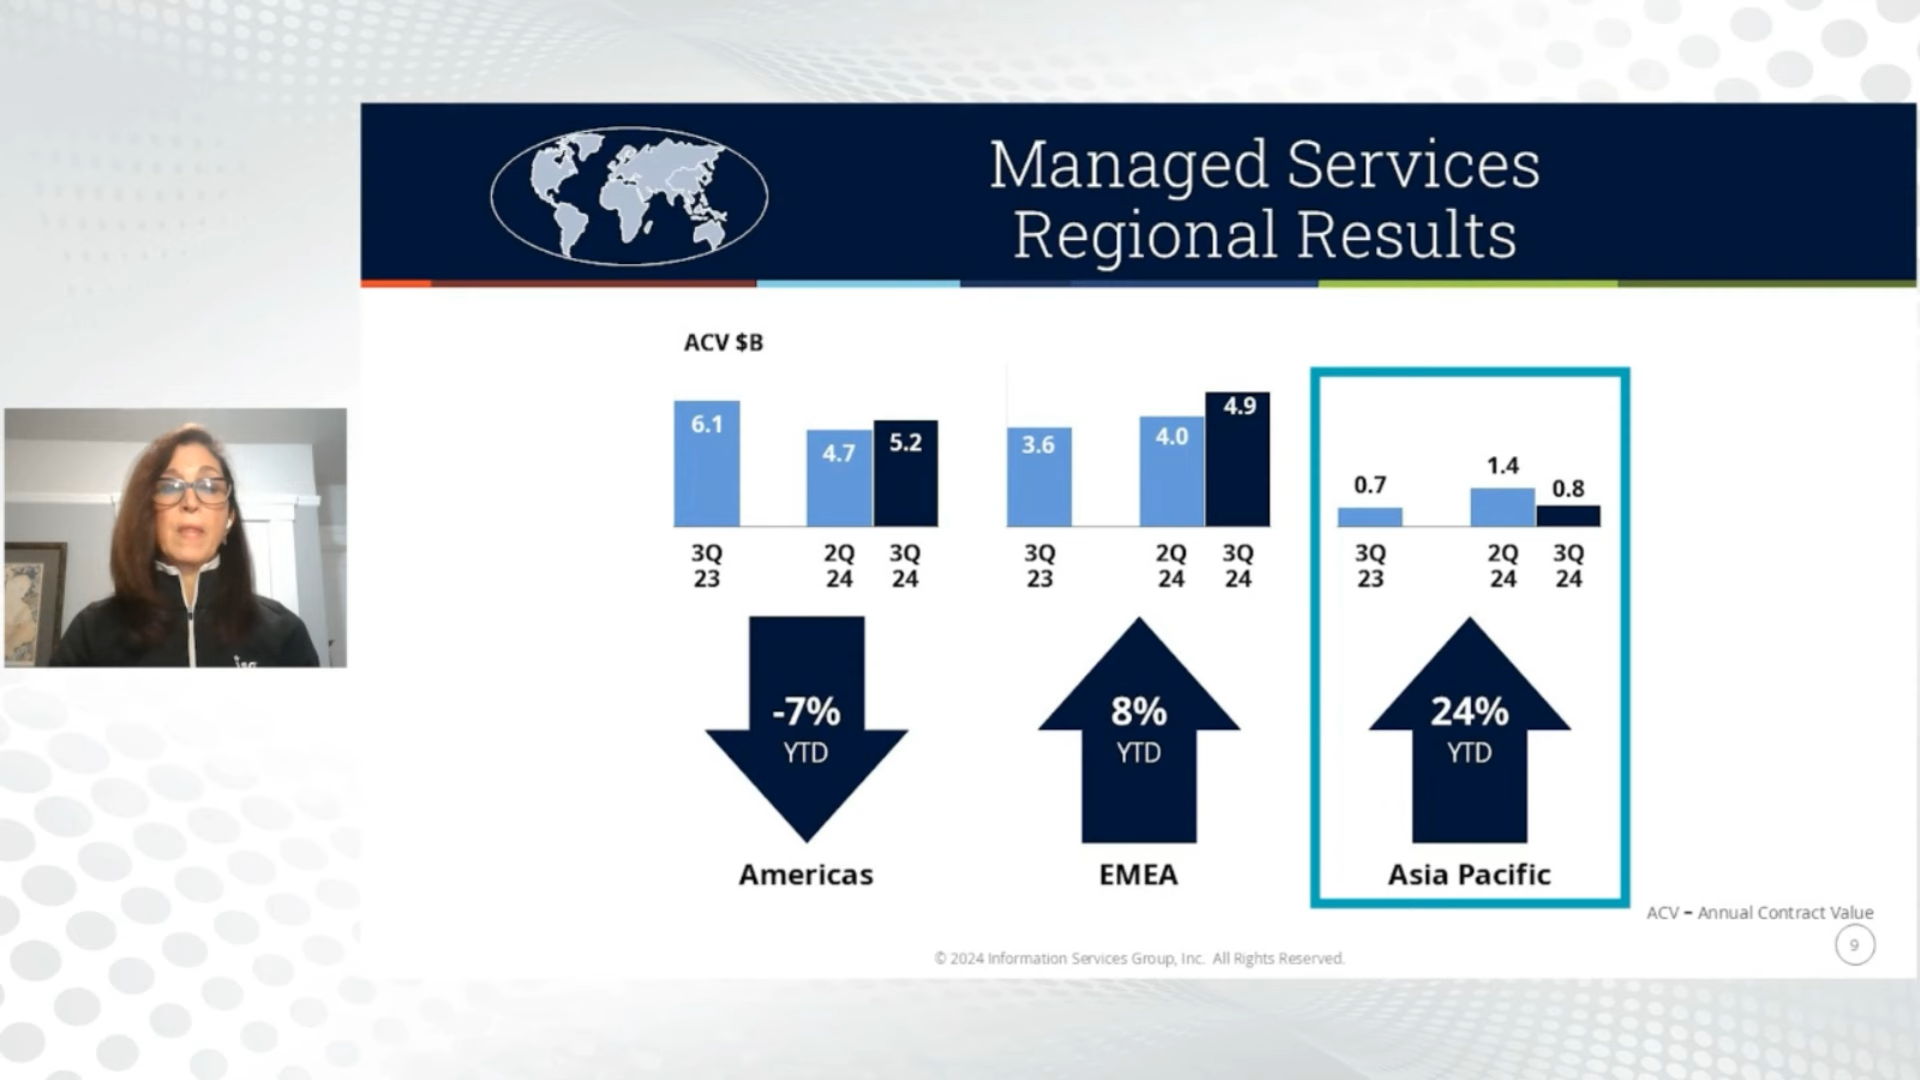 Managed Services
Regional Results
ACV $B
6.1
4.7
5.2
3Q
23
2Q
24
3Q
24
-7%
YTD
Americas
3.6
4.0
4.9
3Q
23
2Q
24
3Q
24
8%
YTD
EMEA
0.7
1.4
0.8
3Q
23
2Q
24
3Q
24
24%
YTD
Asia Pacific
ACV – Annual Contract Value
© 2024 Information Services Group, Inc. All Rights Reserved.
9